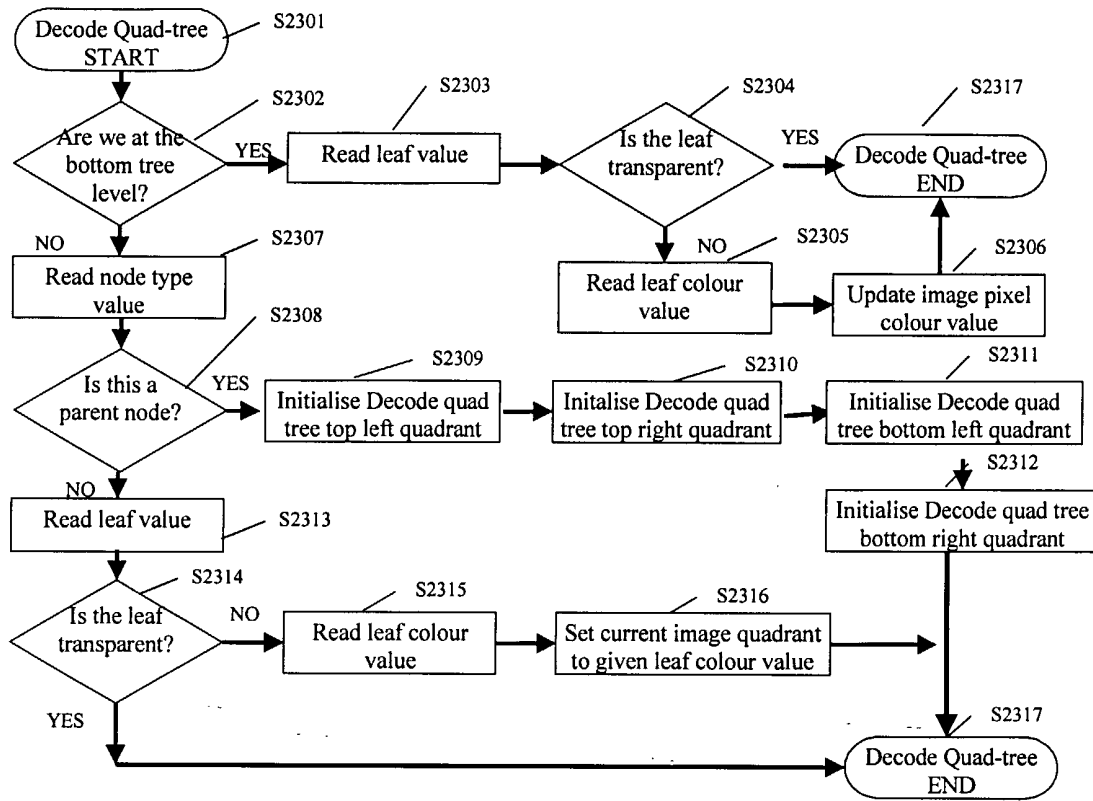 Decode Quad-tree
START
S2301
S2302
S2303
S2304
S2317
Are we at the
bottom tree
level?
YES
Read leaf value
Is the leaf
transparent?
YES
Decode Quad-tree
END
NO
S2307
NO
S2305
S2306
Read node type
value
Read leaf colour
value
Update image pixel
colour value
S2308
S2309
S2310
S2311
Is this a
parent node?
YES
Initialise Decode quad
tree top left quadrant
Initalise Decode quad
tree top right quadrant
Initialise Decode quad
tree bottom left quadrant
S2312
NO
Read leaf value
S2313
Initialise Decode quad tree
bottom right quadrant
S2314
S2315
S2316
Is the leaf
transparent?
NO
Read leaf colour
value
Set current image quadrant
to given leaf colour value
YES
S2317
Decode Quad-tree
END